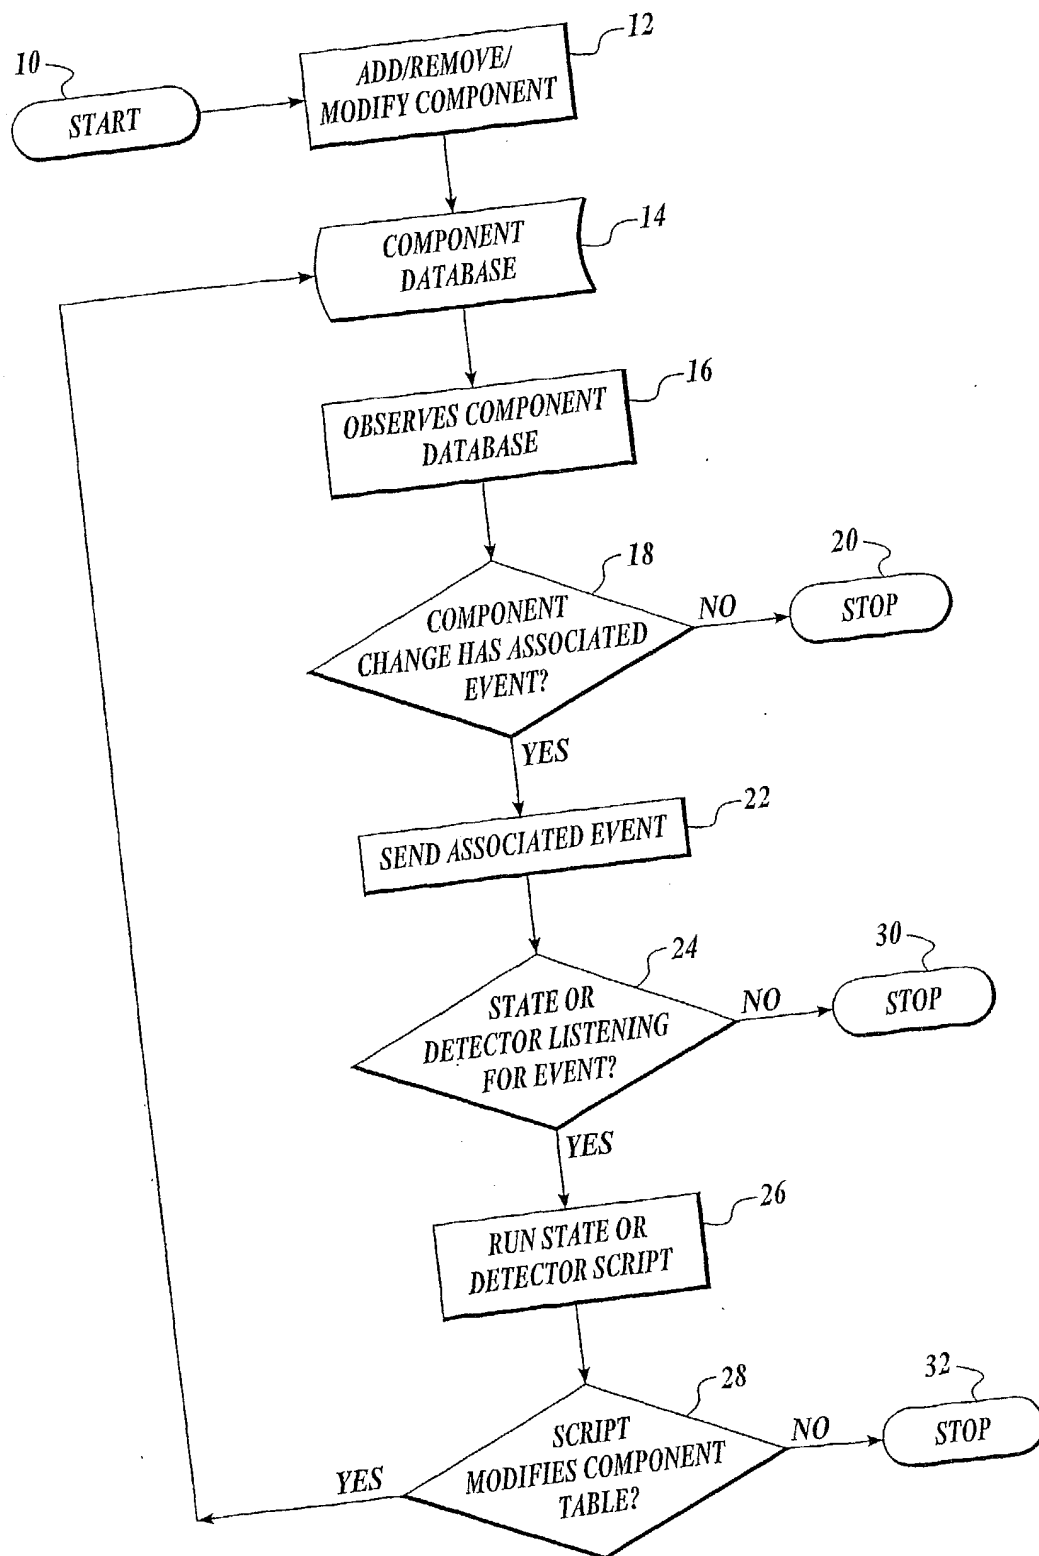 10
START
12
ADD/REMOVE/
MODIFY COMPONENT
14
COMPONENT
DATABASE
16
OBSERVES COMPONENT
DATABASE
18
COMPONENT
CHANGE HAS ASSOCIATED
EVENT?
NO
20
STOP
YES
22
SEND ASSOCIATED EVENT
24
STATE OR
DETECTOR LISTENING
FOR EVENT?
NO
30
STOP
YES
26
RUN STATE OR
DETECTOR SCRIPT
28
SCRIPT
MODIFIES COMPONENT
TABLE?
NO
32
STOP
YES